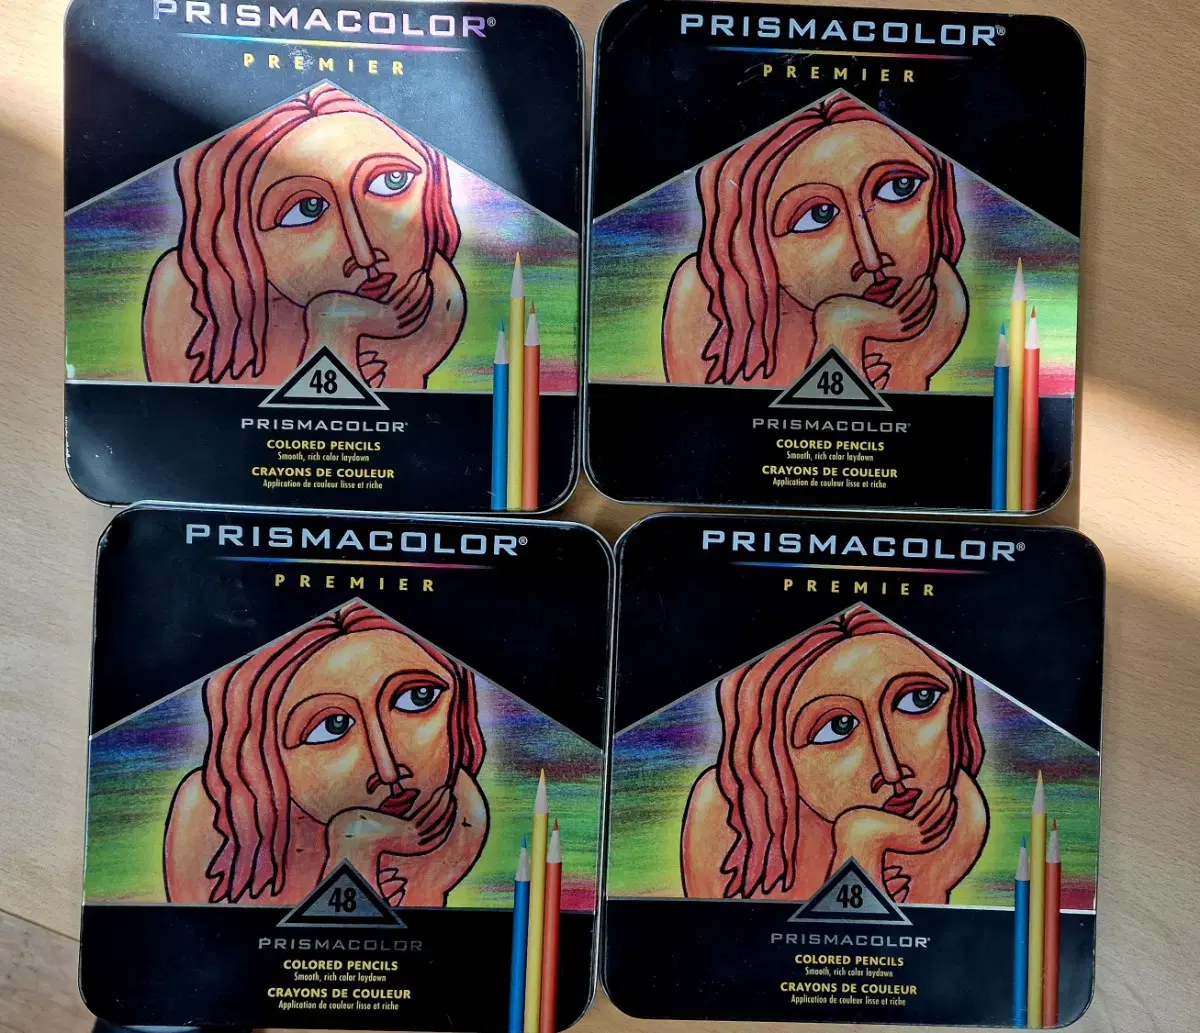 PRISMACOLOR®
PREMIER
48
PRISMACOLOR®
COLORED PENCILS
Smooth, rich color laydown
CRAYONS DE COULEUR
Application de couleur lisse et riche
PRISMACOLOR®
PREMIER
48
PRISMACOLOR®
COLORED PENCILS
Smooth, rich color laydown
CRAYONS DE COULEUR
Application de couleur lisse et riche
PRISMACOLOR®
PREMIER
48
PRISMACOLOR
COLORED PENCILS
Smooth, rich color laydown
CRAYONS DE COULEUR
Application de couleur lisse et riche
PRISMACOLOR®
PREMIER
48
PRISMACOLOR®
COLORED PENCILS
Smooth, rich color laydown
CRAYONS DE COULEUR
Application de couleur lisse et riche